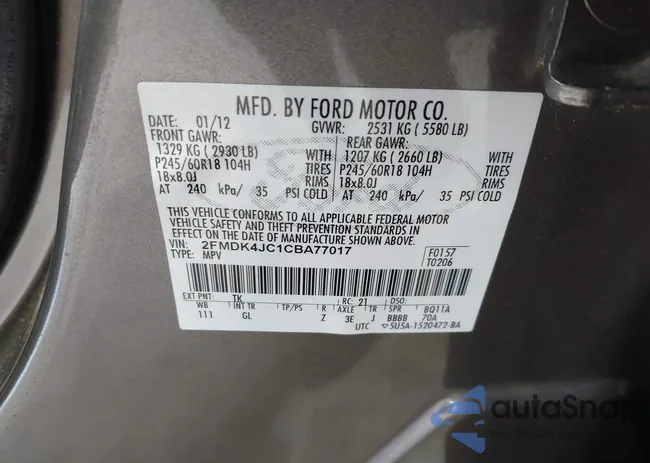 MFD. BY FORD MOTOR CO.
DATE: 01/12 GVWR: 2531 KG ( 5580 LB)
FRONT GAWR: REAR GAWR:
1329 KG ( 2930 LB) WITH 1207 KG ( 2660 LB) WITH
P245/60R18 104H TIRES P245/60R18 104H TIRES
18x8.0J RIMS 18x8.0J RIMS
AT 240 kPa/ 35 PSI COLD AT 240 kPa/ 35 PSI COLD
THIS VEHICLE CONFORMS TO ALL APPLICABLE FEDERAL MOTOR
VEHICLE SAFETY AND THEFT PREVENTION STANDARDS IN
EFFECT ON THE DATE OF MANUFACTURE SHOWN ABOVE.
VIN: 2FMDK4JC1CBA77017 F0157
TYPE: MPV T0206
EXT PNT: TK RC: 21 DSO:
WB INT TR TP/PS R AXLE TR SPR BQ11A
111 GL Z 3E J BBBB 70A
UTC ▽5U5A-1520472-BA
autoSnap